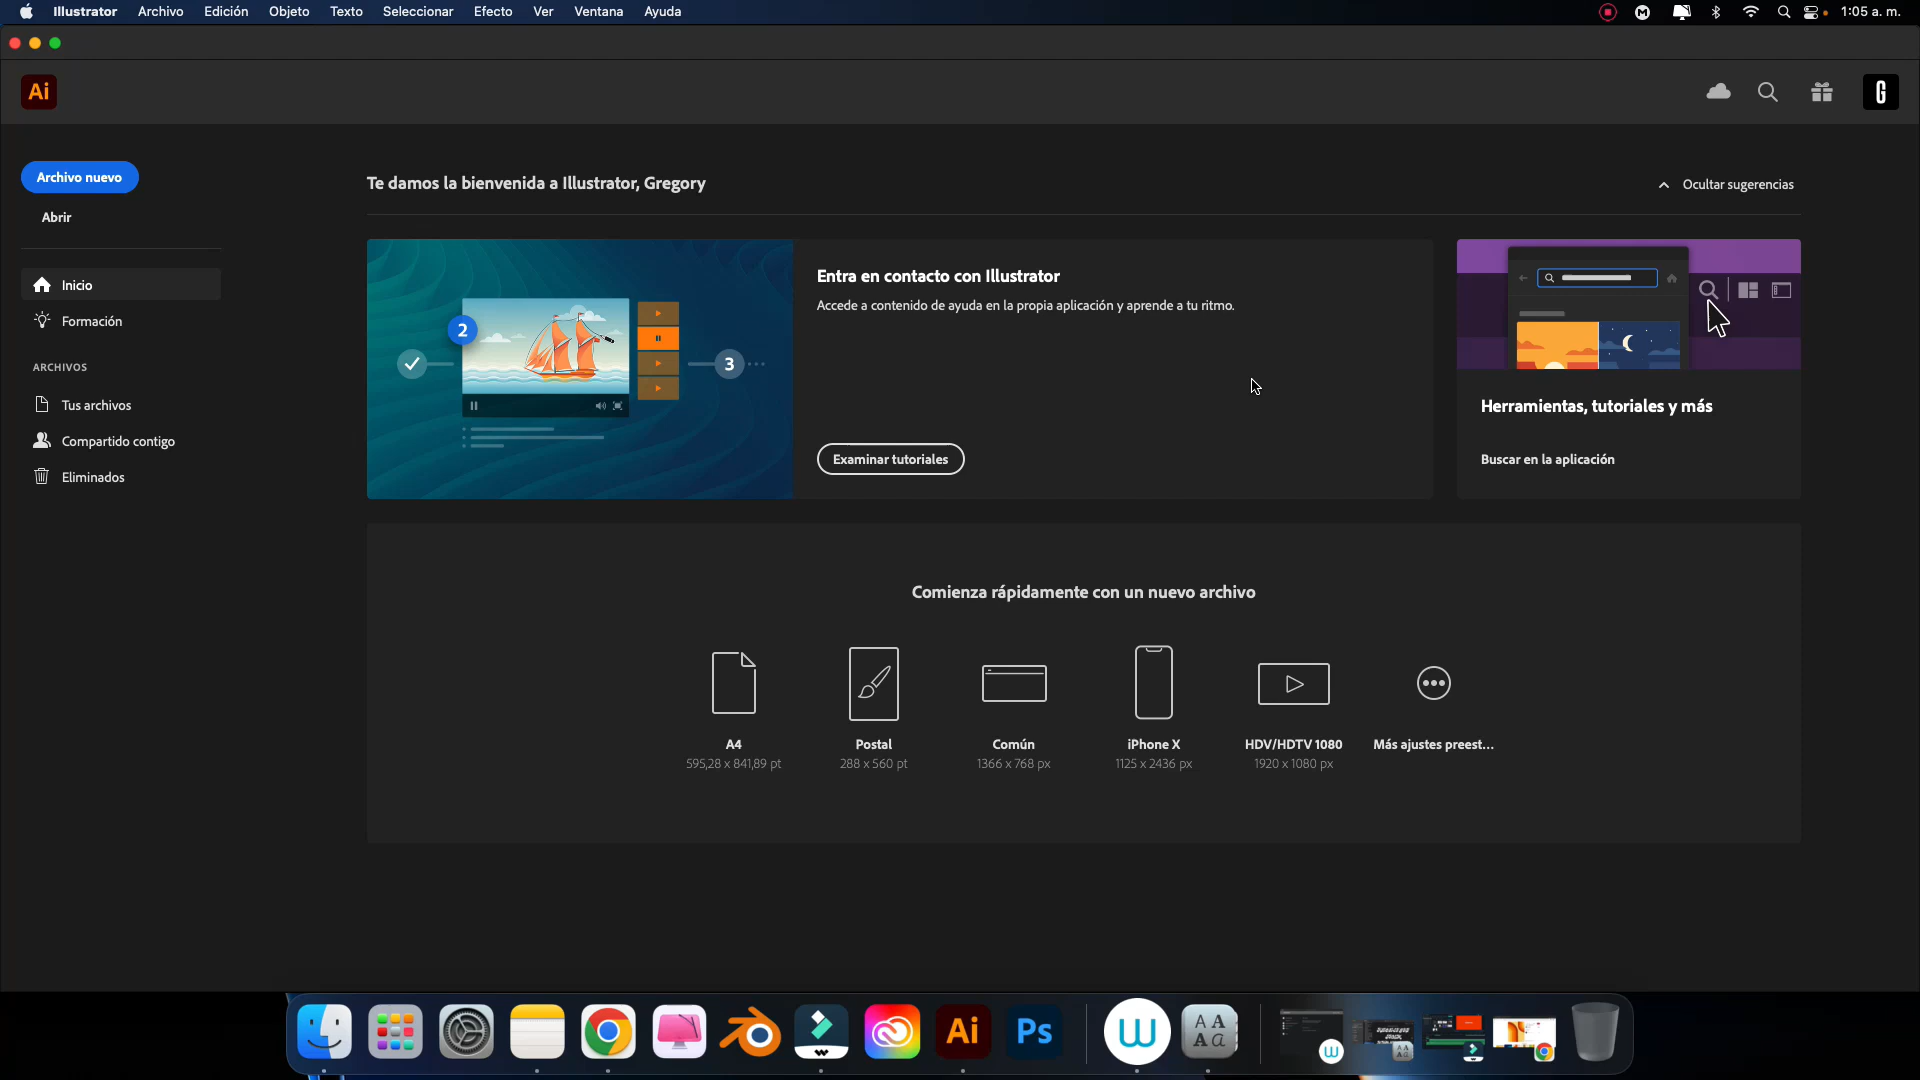 Illustrator Archivo Edición Objeto Texto Seleccionar Efecto Ver Ventana Ayuda
M
1:05 a. m.
Ai
G
Archivo nuevo
Abrir
Inicio
Formación
ARCHIVOS
Tus archivos
Compartido contigo
Eliminados
Te damos la bienvenida a Illustrator, Gregory
Ocultar sugerencias
2
3
Entra en contacto con Illustrator
Accede a contenido de ayuda en la propia aplicación y aprende a tu ritmo.
Examinar tutoriales
Herramientas, tutoriales y más
Buscar en la aplicación
Comienza rápidamente con un nuevo archivo
A4
595,28 x 841,89 pt
Postal
288 x 560 pt
Común
1366 x 768 px
iPhone X
1125 x 2436 px
HDV/HDTV 1080
1920 x 1080 px
Más ajustes preest...
Ai
Ps
W
A A
A a